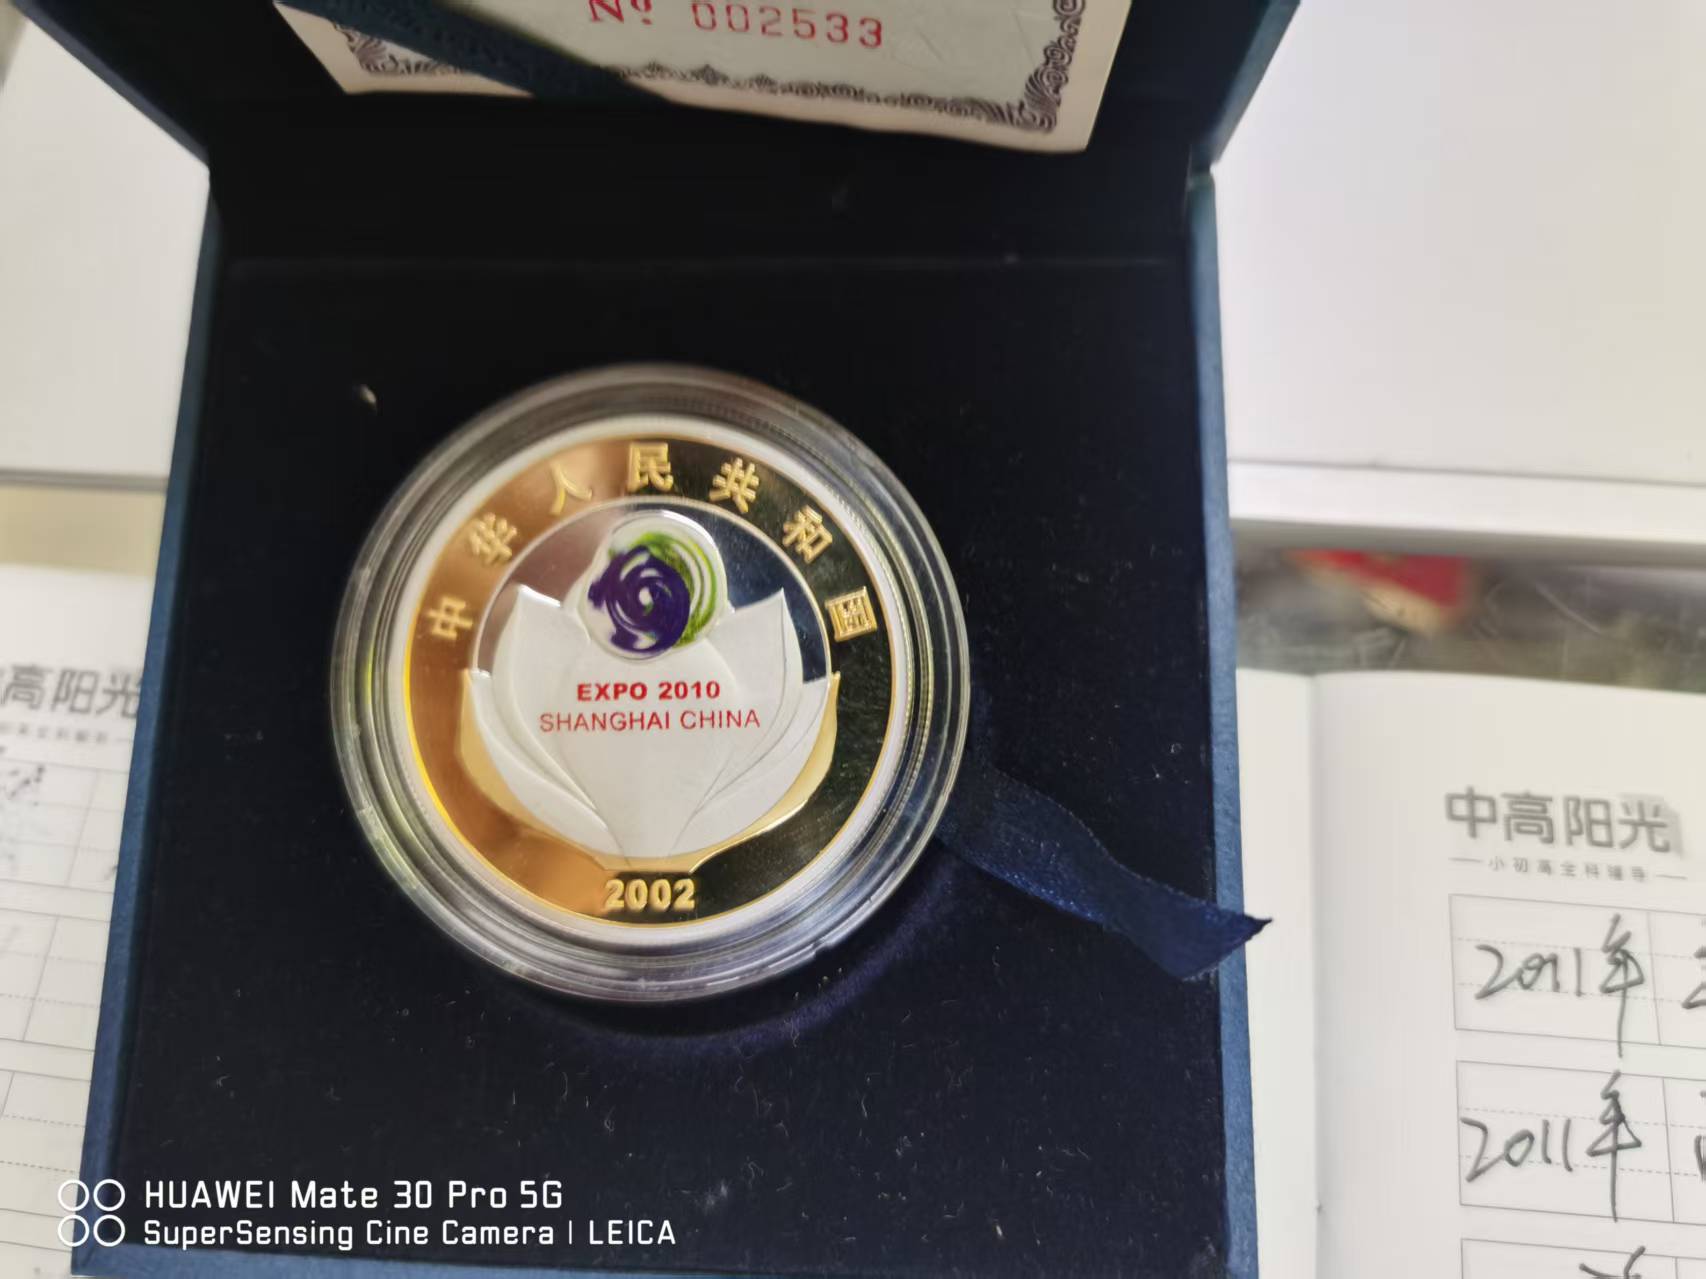 Nº 002533
中华人民共和国
EXPO 2010
SHANGHAI CHINA
2002
高阳光
中高阳光
小初高全科辅导
2011年
2011年
HUAWEI Mate 30 Pro 5G
SuperSensing Cine Camera | LEICA